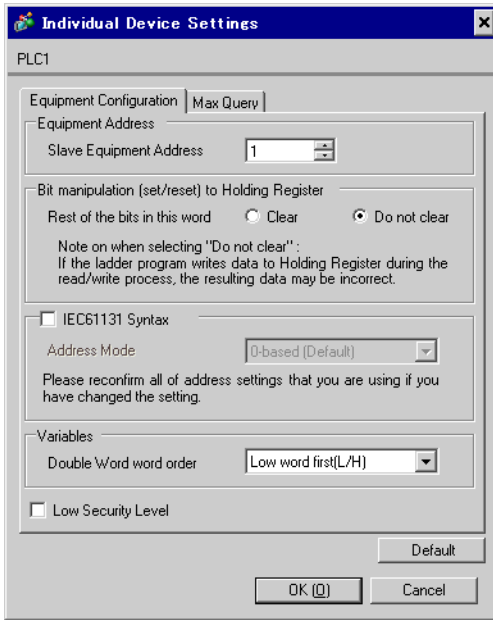 Individual Device Settings
PLC1
Equipment Configuration Max Query
Equipment Address
Slave Equipment Address 1
Bit manipulation (set/reset) to Holding Register
Rest of the bits in this word Clear Do not clear
Note on when selecting "Do not clear" :
If the ladder program writes data to Holding Register during the
read/write process, the resulting data may be incorrect.
IEC61131 Syntax
Address Mode 0-based (Default)
Please reconfirm all of address settings that you are using if you
have changed the setting.
Variables
Double Word word order Low word first(L/H)
Low Security Level
Default
OK (O) Cancel